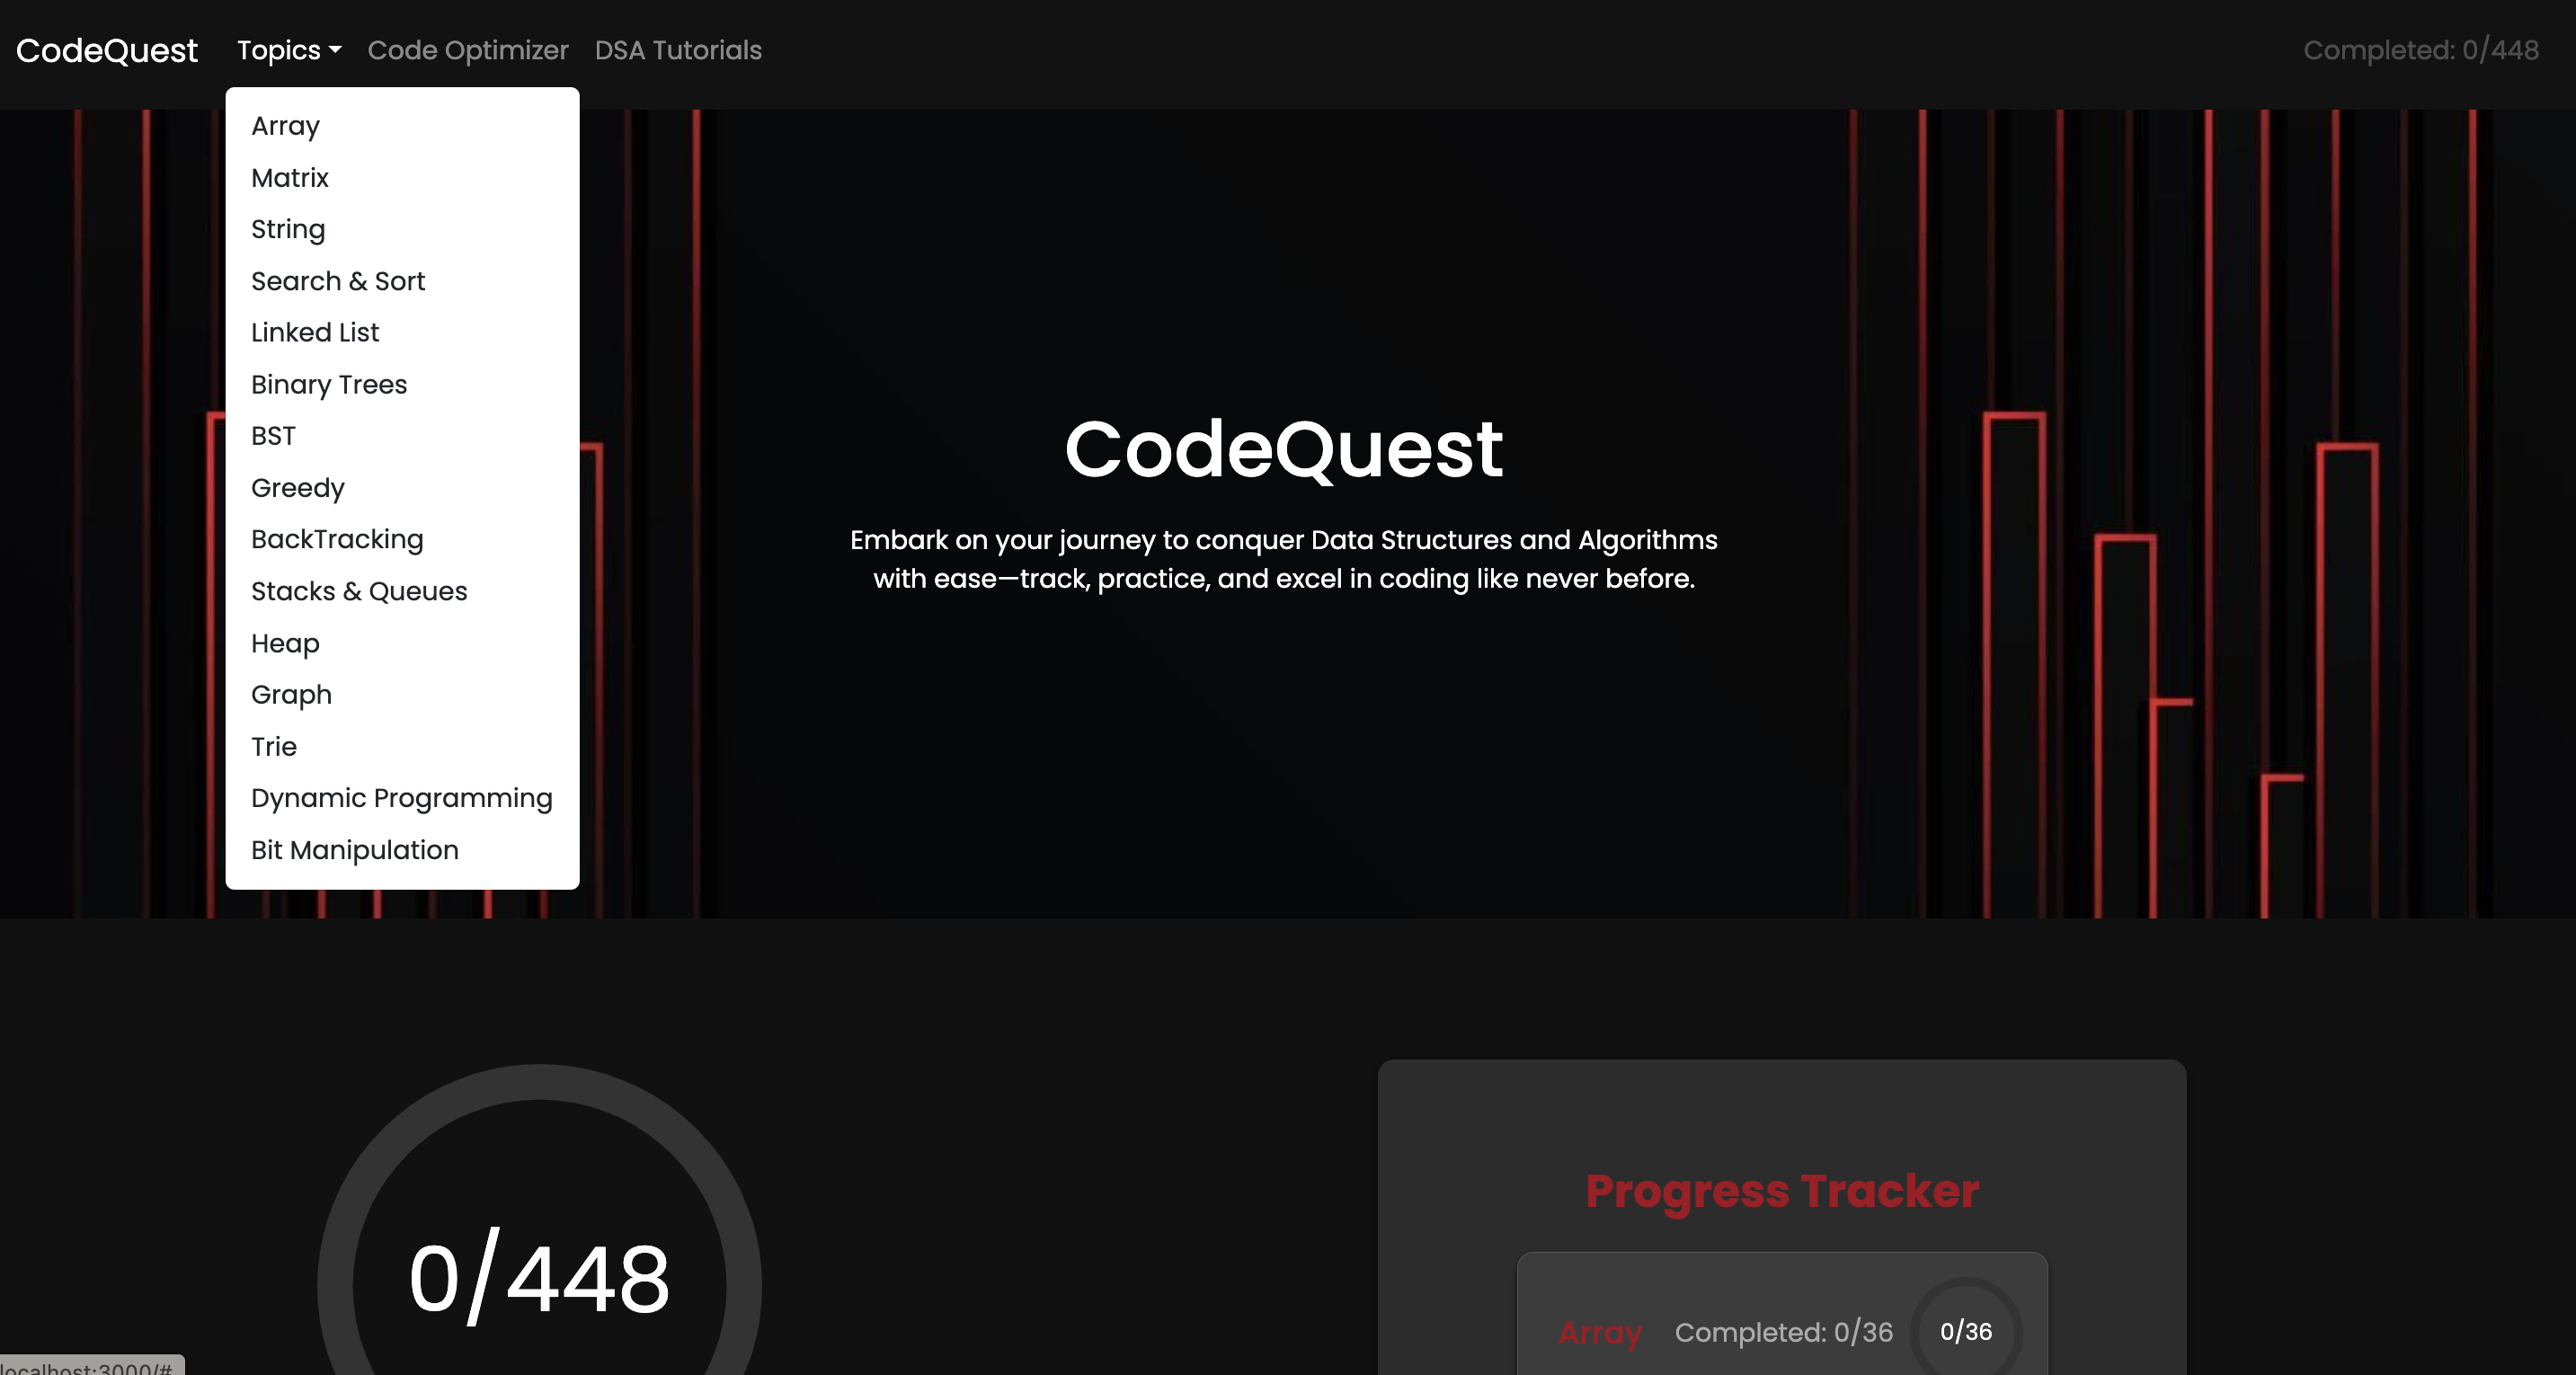 CodeQuest Topics Code Optimizer DSA Tutorials Completed: 0/448
Array
Matrix
String
Search & Sort
Linked List
Binary Trees
BST
Greedy
BackTracking
Stacks & Queues
Heap
Graph
Trie
Dynamic Programming
Bit Manipulation
CodeQuest
Embark on your journey to conquer Data Structures and Algorithms
with ease—track, practice, and excel in coding like never before.
0/448
Progress Tracker
Array Completed: 0/36 0/36
localhost:3000/#